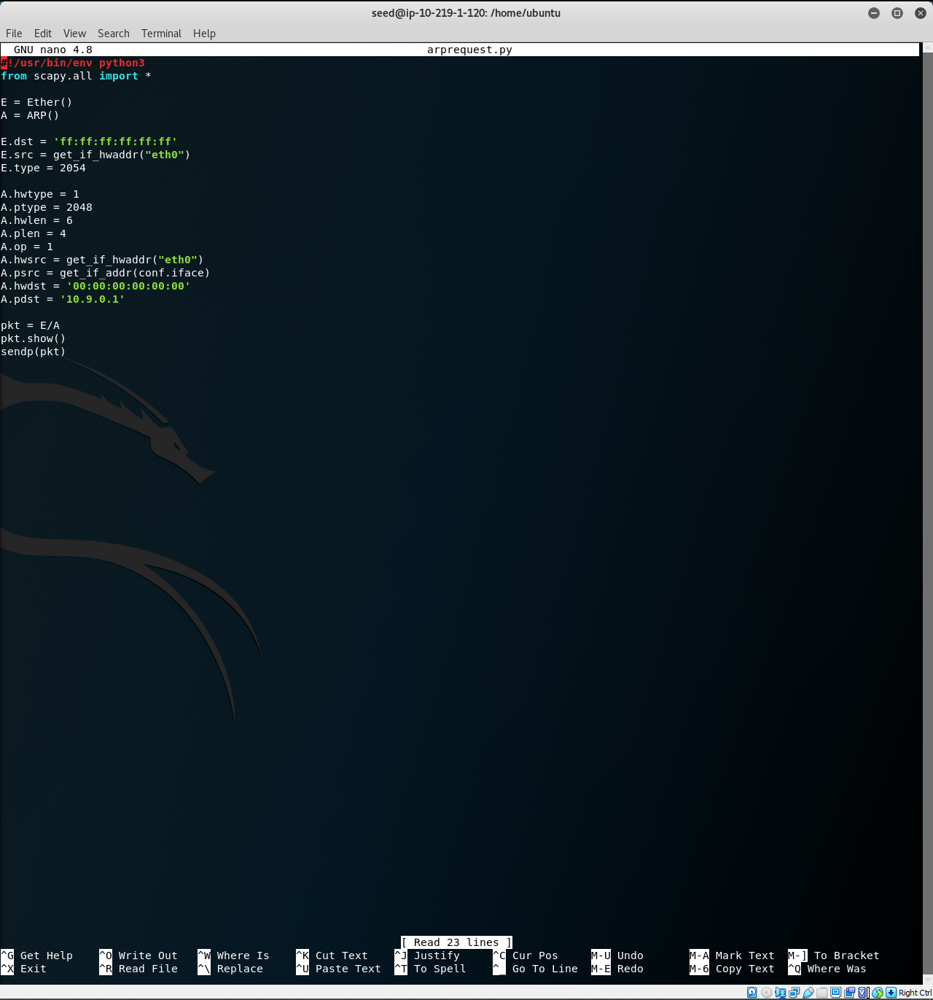 seed@ip-10-219-1-120: /home/ubuntu
File Edit View Search Terminal Help
GNU nano 4.8 arprequest.py
#!/usr/bin/env python3
from scapy.all import *
E = Ether()
A = ARP()
E.dst = 'ff:ff:ff:ff:ff:ff'
E.src = get_if_hwaddr("eth0")
E.type = 2054
A.hwtype = 1
A.ptype = 2048
A.hwlen = 6
A.plen = 4
A.op = 1
A.hwsrc = get_if_hwaddr("eth0")
A.psrc = get_if_addr(conf.iface)
A.hwdst = '00:00:00:00:00:00'
A.pdst = '10.9.0.1'
pkt = E/A
pkt.show()
sendp(pkt)
[ Read 23 lines ]
^G Get Help ^O Write Out ^W Where Is ^K Cut Text ^J Justify ^C Cur Pos M-U Undo M-A Mark Text M-] To Bracket
^X Exit ^R Read File ^\ Replace ^U Paste Text ^T To Spell ^_ Go To Line M-E Redo M-6 Copy Text ^Q Where Was
Right Ctrl